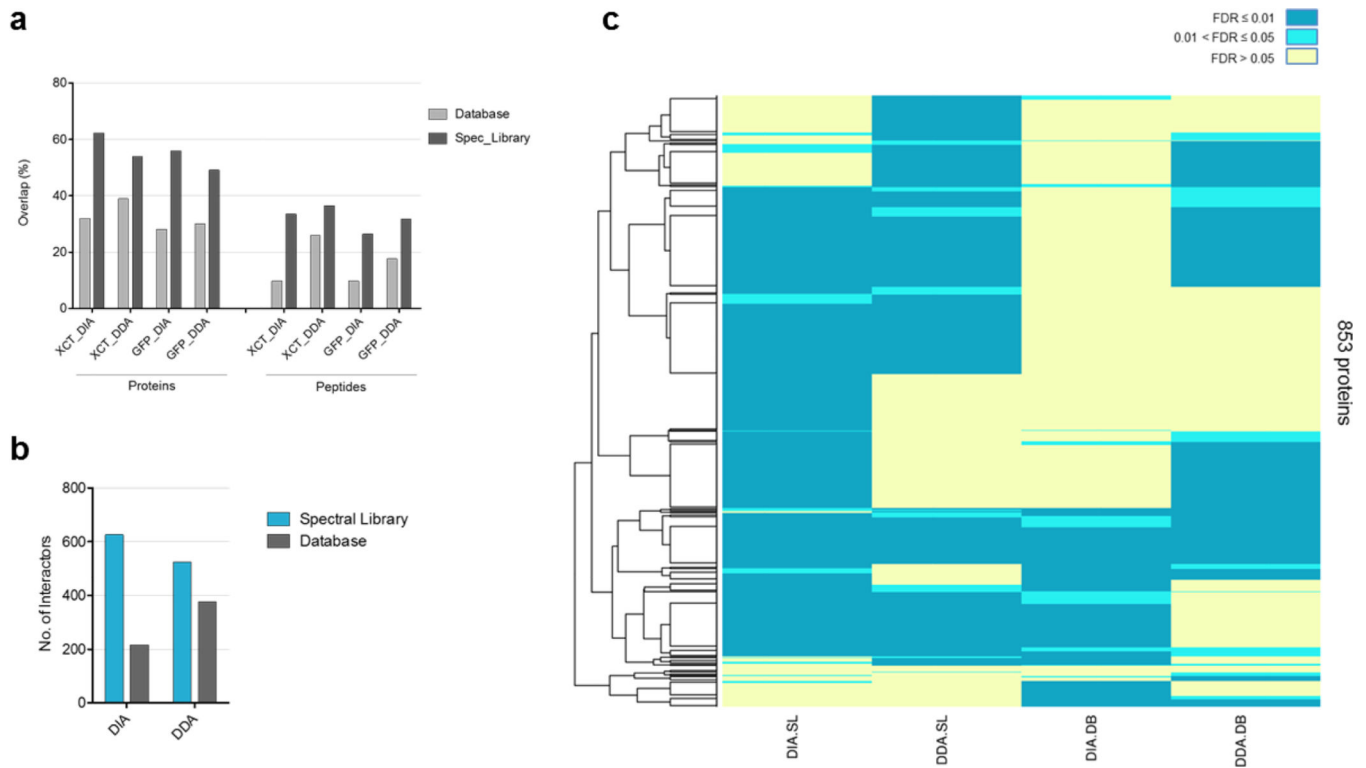 a
80
60
40
20
0
Overlap (%)
Database
Spec_Library
XCT_DIA
XCT_DDA
GFP_DIA
GFP_DDA
XCT_DIA
XCT_DDA
GFP_DIA
GFP_DDA
Proteins
Peptides
b
800
600
400
200
0
No. of Interactors
Spectral Library
Database
DIA
DDA
c
FDR ≤ 0.01
0.01 < FDR ≤ 0.05
FDR > 0.05
853 proteins
DIA.SL
DDA.SL
DIA.DB
DDA.DB